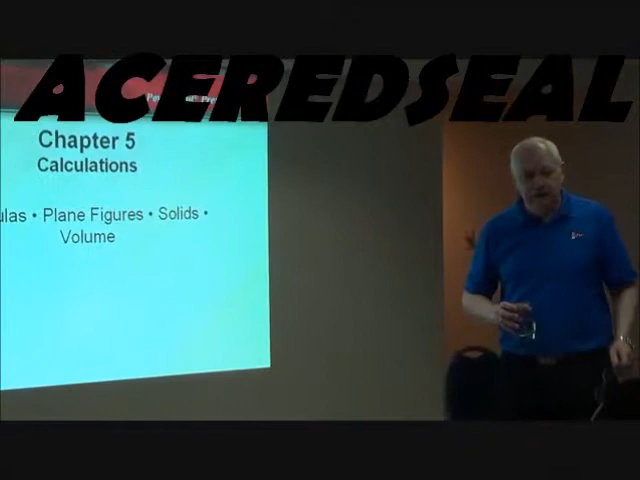 ACEREDSEAL
Chapter 5
Calculations
ulas • Plane Figures • Solids •
Volume